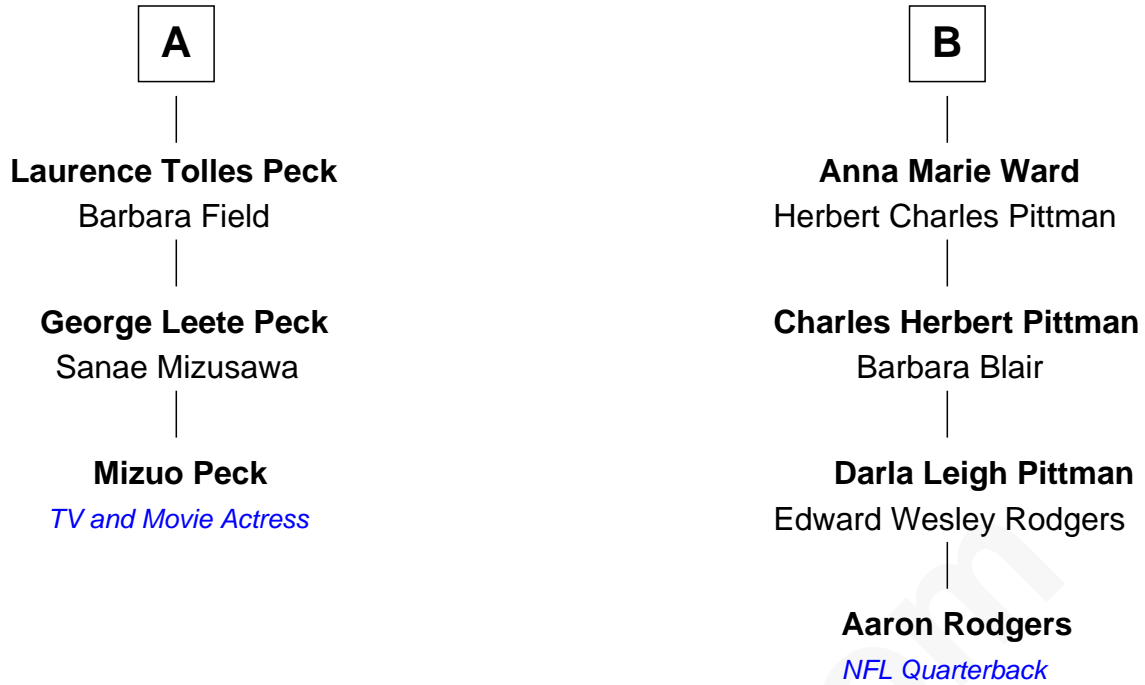 A
Laurence Tolles Peck
Barbara Field
George Leete Peck
Sanae Mizusawa
Mizuo Peck
TV and Movie Actress
B
Anna Marie Ward
Herbert Charles Pittman
Charles Herbert Pittman
Barbara Blair
Darla Leigh Pittman
Edward Wesley Rodgers
Aaron Rodgers
NFL Quarterback